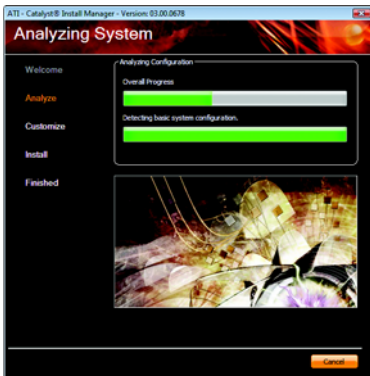 ATI - Catalyst® Install Manager - Version: 03.00.0678
Analyzing System
Welcome
Analyze
Customize
Install
Finished
Analyzing Configuration
Overall Progress
Detecting basic system configuration.
Cancel